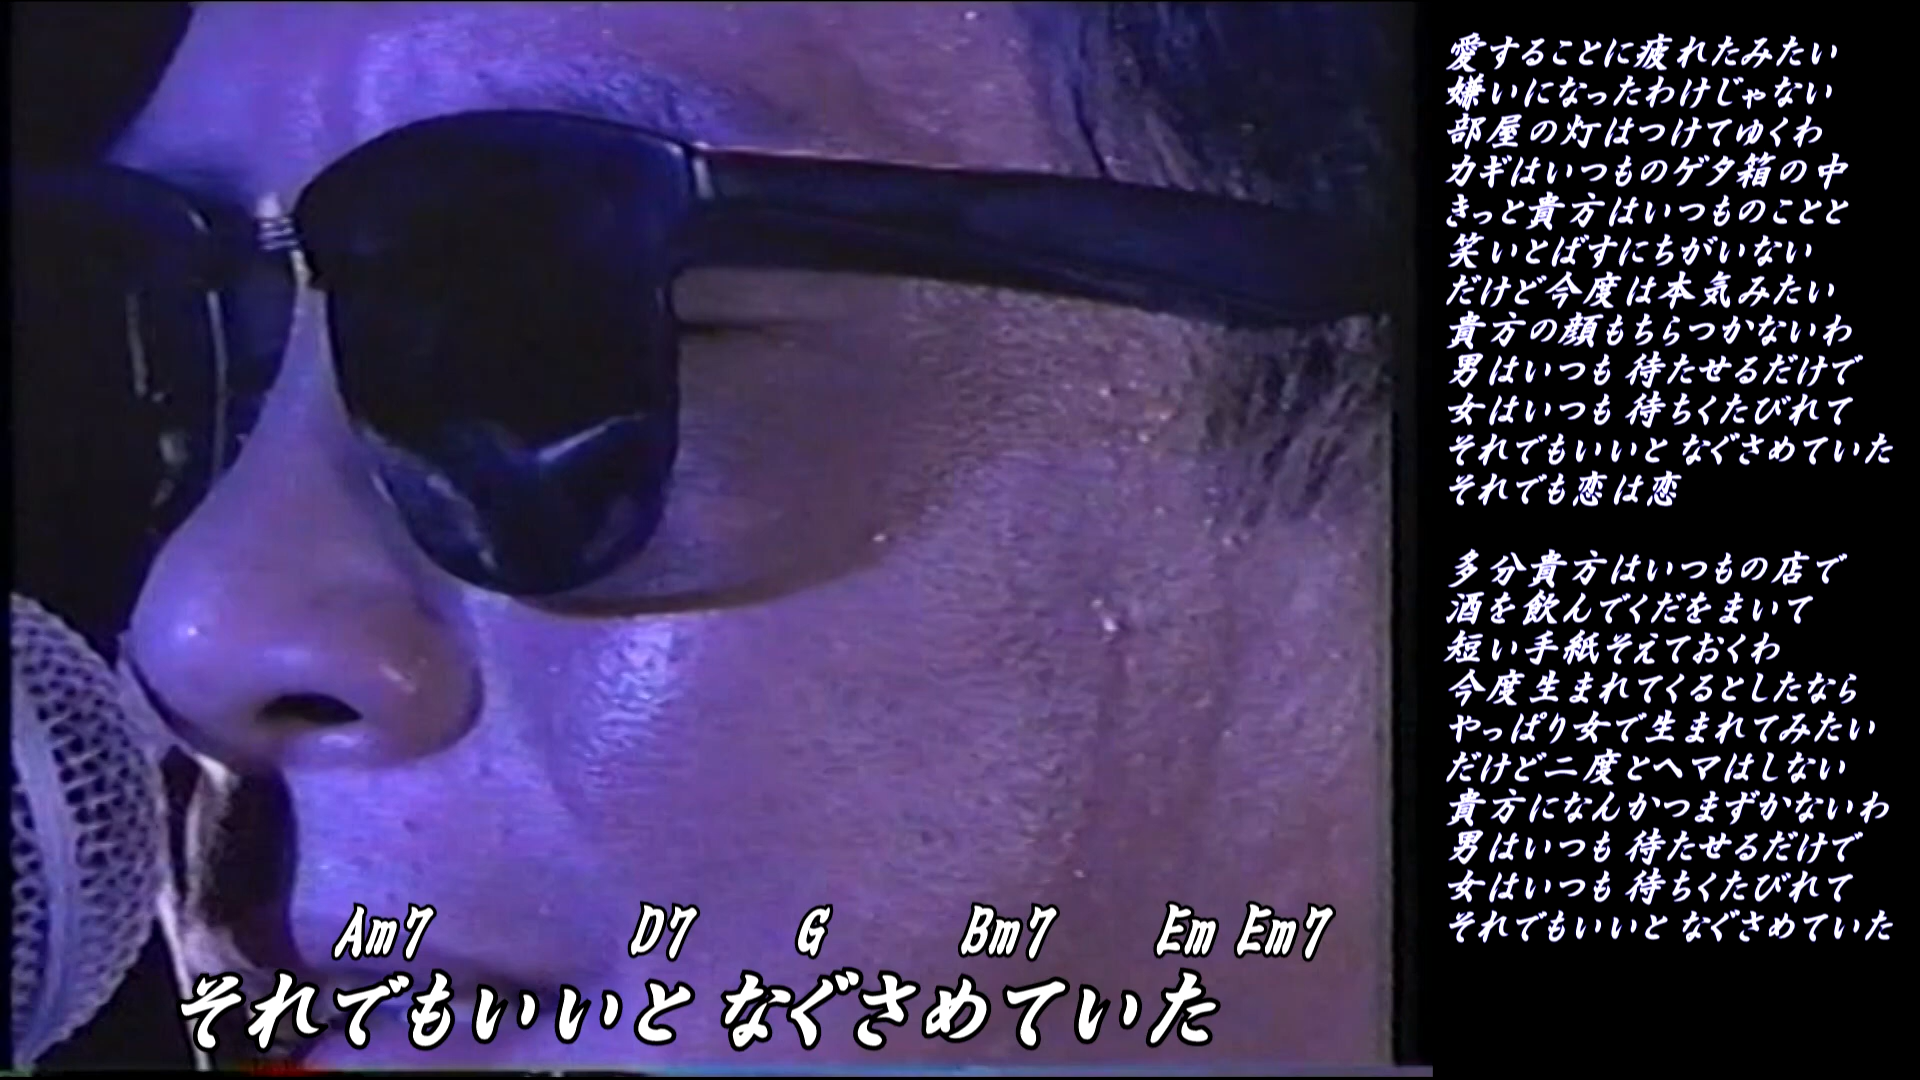 愛することに疲れたみたい
嫌いになったわけじゃない
部屋の灯はつけてゆくわ
カギはいつものゲタ箱の中
きっと貴方はいつものことと
笑いとばすにちがいない
だけど今度は本気みたい
貴方の顔もちらつかないわ
男はいつも 待たせるだけで
女はいつも 待ちくたびれて
それでもいいと なぐさめていた
それでも恋は恋
多分貴方はいつもの店で
酒を飲んでくだをまいて
短い手紙そえておくわ
今度生まれてくるとしたなら
やっぱり女で生まれてみたい
だけど二度とヘマはしない
貴方になんかつまずかないわ
男はいつも 待たせるだけで
女はいつも 待ちくたびれて
それでもいいと なぐさめていた
Am7 D7 G Bm7 Em Em7
それでもいいと なぐさめていた